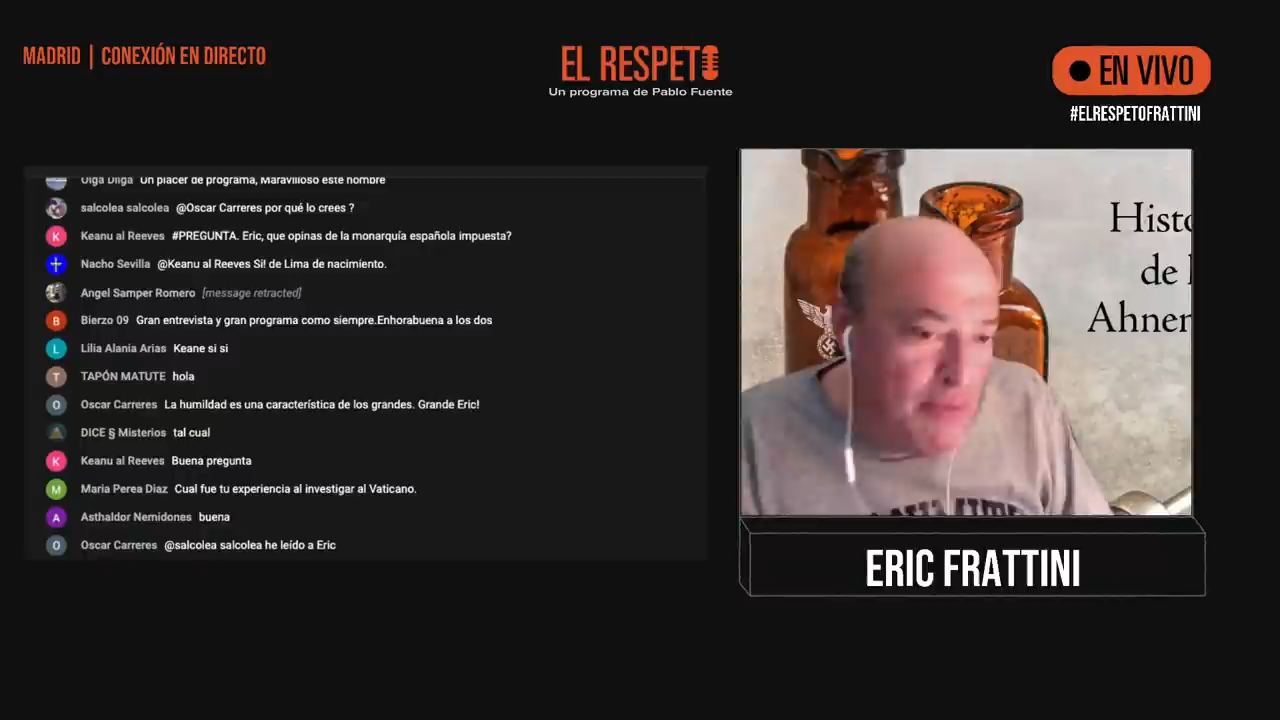 MADRID | CONEXIÓN EN DIRECTO
EL RESPETO
Un programa de Pablo Fuente
EN VIVO
#ELRESPETOFRATTINI
Olga Dilga Un placer de programa, Maravilloso este hombre
salcolea salcolea @Oscar Carreres por qué lo crees ?
K Keanu al Reeves #PREGUNTA. Eric, que opinas de la monarquía española impuesta?
Nacho Sevilla @Keanu al Reeves Si! de Lima de nacimiento.
Angel Samper Romero [message retracted]
B Bierzo 09 Gran entrevista y gran programa como siempre.Enhorabuena a los dos
L Lilia Alania Arias Keane si si
T TAPÓN MATUTE hola
O Oscar Carreres La humildad es una característica de los grandes. Grande Eric!
DICE § Misterios tal cual
K Keanu al Reeves Buena pregunta
M Maria Perea Diaz Cual fue tu experiencia al investigar al Vaticano.
A Asthaldor Nemidones buena
O Oscar Carreres @salcolea salcolea he leído a Eric
Histo
de l
Ahner
ERIC FRATTINI